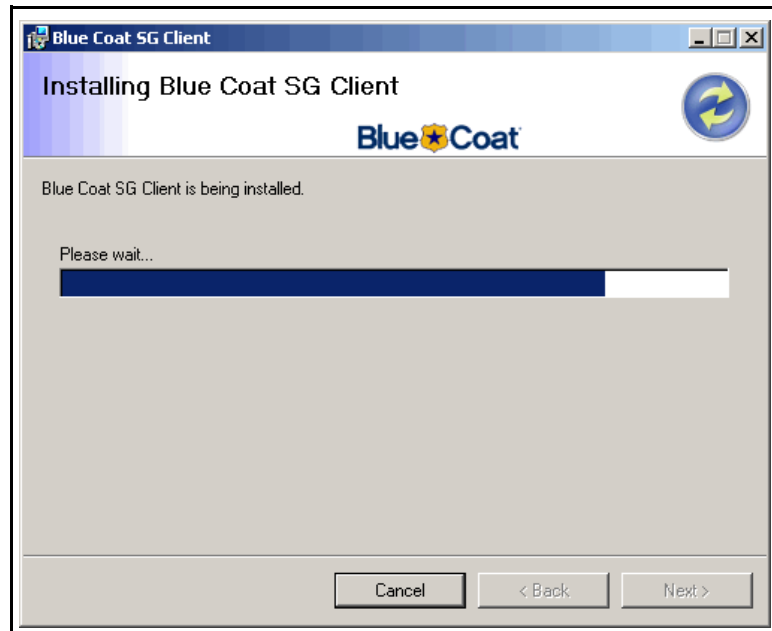 Blue Coat SG Client
Installing Blue Coat SG Client
Blue Coat
Blue Coat SG Client is being installed.
Please wait...
Cancel
< Back
Next >